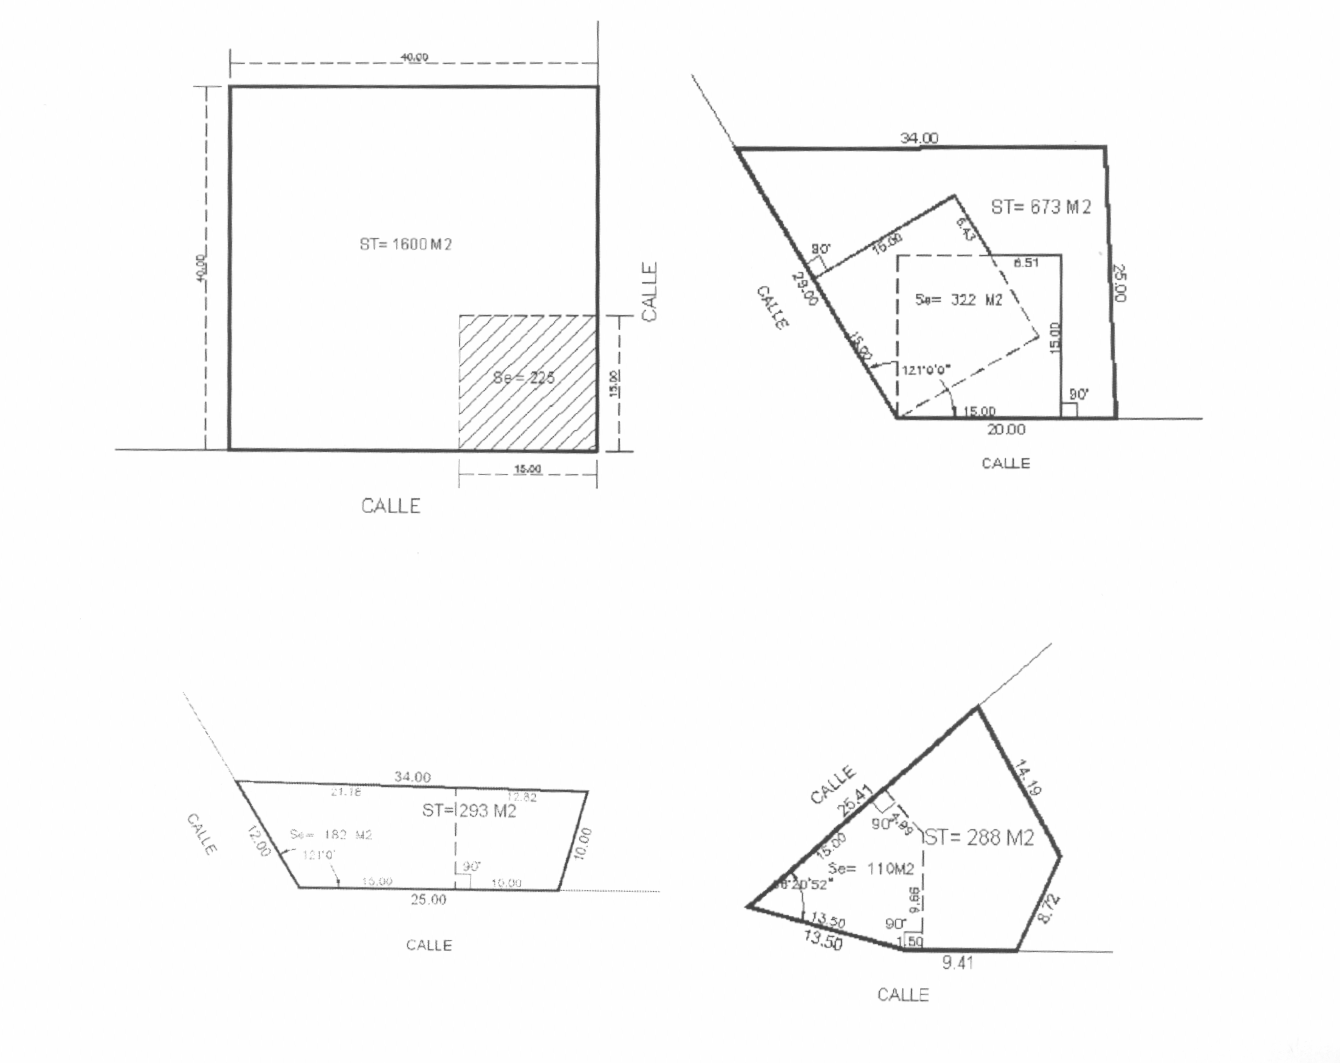 40.00
40.00
ST= 1600 M2
CALLE
Se= 225
15.00
15.00
CALLE
34.00
ST= 673 M2
90°
15.00
6.43
6.51
29.00
CALLE
Se= 322 M2
25.00
15.00
15.00
121°0'0"
90°
15.00
20.00
CALLE
34.00
21.18
12.82
ST= 293 M2
CALLE
12.00
Se= 182 M2
121°0'
10.00
90°
15.00
10.00
25.00
CALLE
CALLE
25.41
14.19
90°
4.99
ST= 288 M2
15.00
Se= 110M2
9.66
8.72
13.50
90°
13.50
1.50
9.41
CALLE